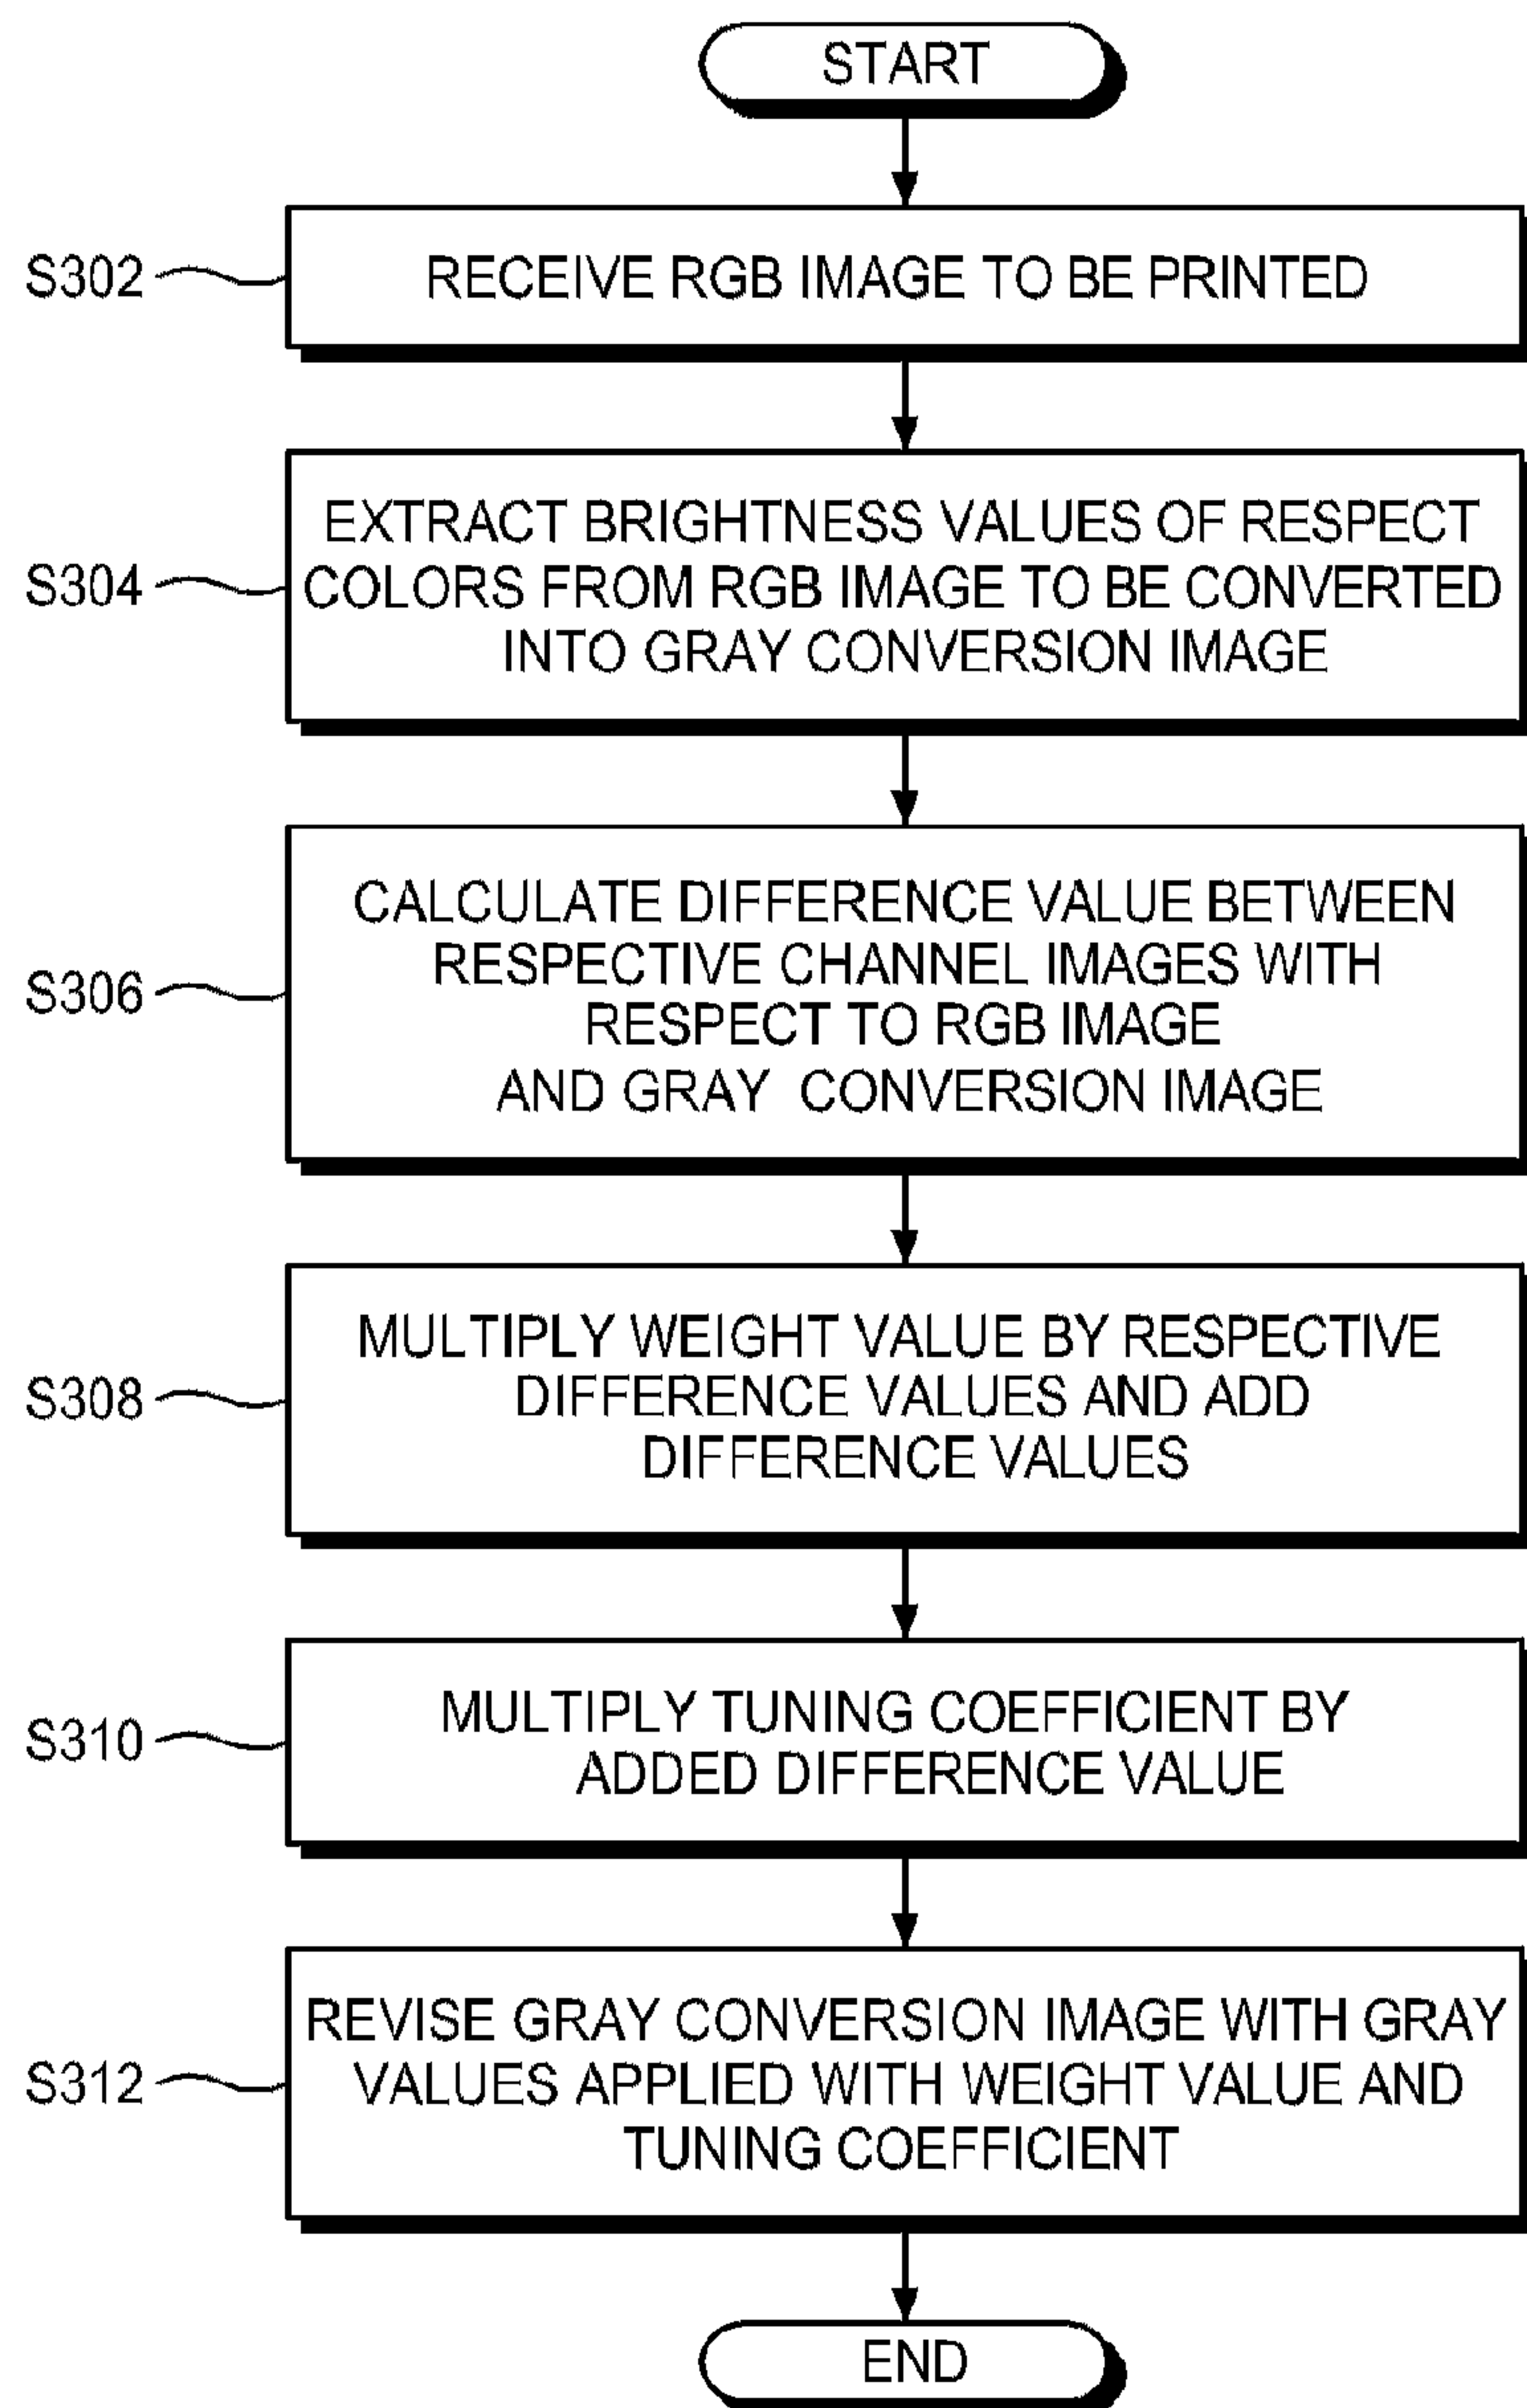 START
S302
RECEIVE RGB IMAGE TO BE PRINTED
S304
EXTRACT BRIGHTNESS VALUES OF RESPECT
COLORS FROM RGB IMAGE TO BE CONVERTED
INTO GRAY CONVERSION IMAGE
S306
CALCULATE DIFFERENCE VALUE BETWEEN
RESPECTIVE CHANNEL IMAGES WITH
RESPECT TO RGB IMAGE
AND GRAY CONVERSION IMAGE
S308
MULTIPLY WEIGHT VALUE BY RESPECTIVE
DIFFERENCE VALUES AND ADD
DIFFERENCE VALUES
S310
MULTIPLY TUNING COEFFICIENT BY
ADDED DIFFERENCE VALUE
S312
REVISE GRAY CONVERSION IMAGE WITH GRAY
VALUES APPLIED WITH WEIGHT VALUE AND
TUNING COEFFICIENT
END